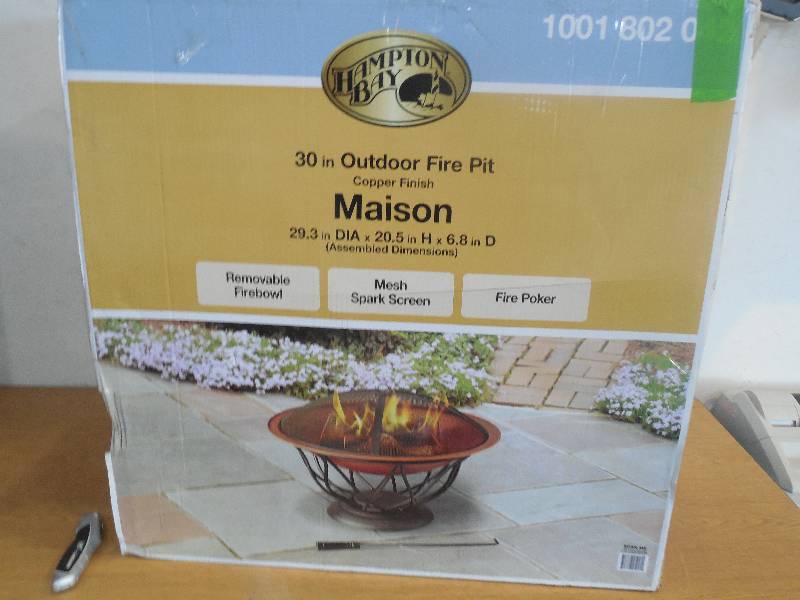 1001 802 0
HAMPTON
BAY
30 in Outdoor Fire Pit
Copper Finish
Maison
29.3 in DIA x 20.5 in H x 6.8 in D
(Assembled Dimensions)
Removable
Firebowl
Mesh
Spark Screen
Fire Poker